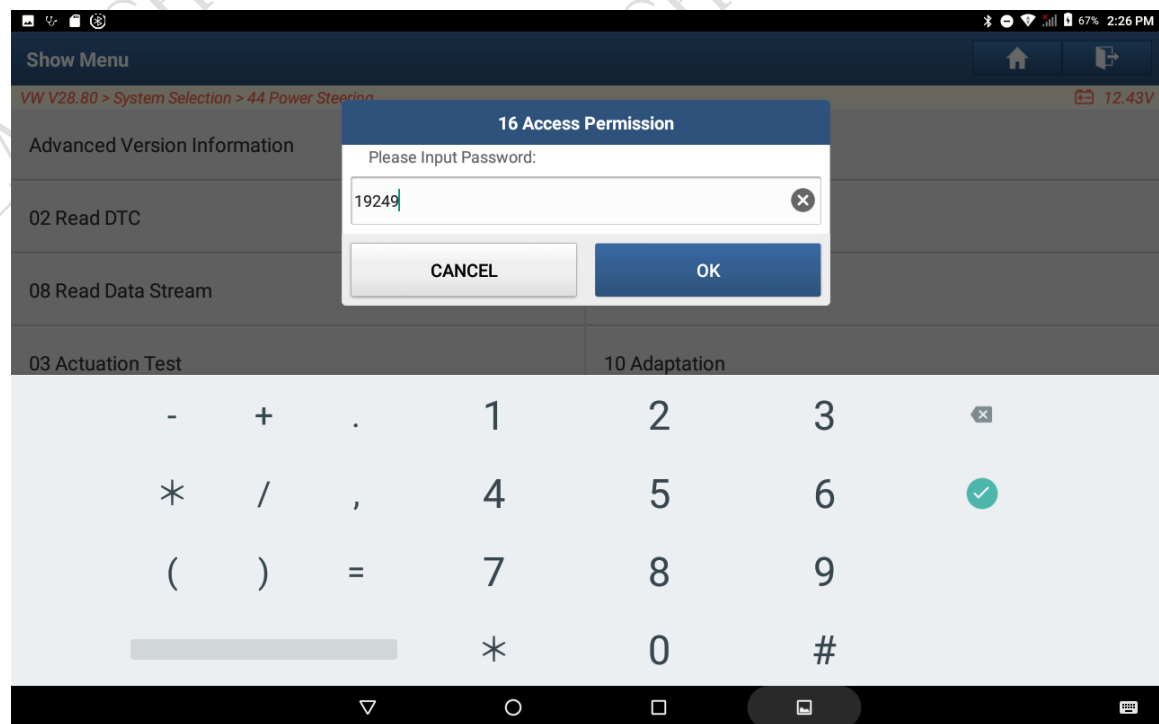 67% 2:26 PM
Show Menu
VW V28.80 > System Selection > 44 Power Steering
12.43V
16 Access Permission
Advanced Version Information
Please Input Password:
19249
02 Read DTC
CANCEL
OK
08 Read Data Stream
03 Actuation Test
10 Adaptation
- + . 1 2 3
* / , 4 5 6
( ) = 7 8 9
* 0 #